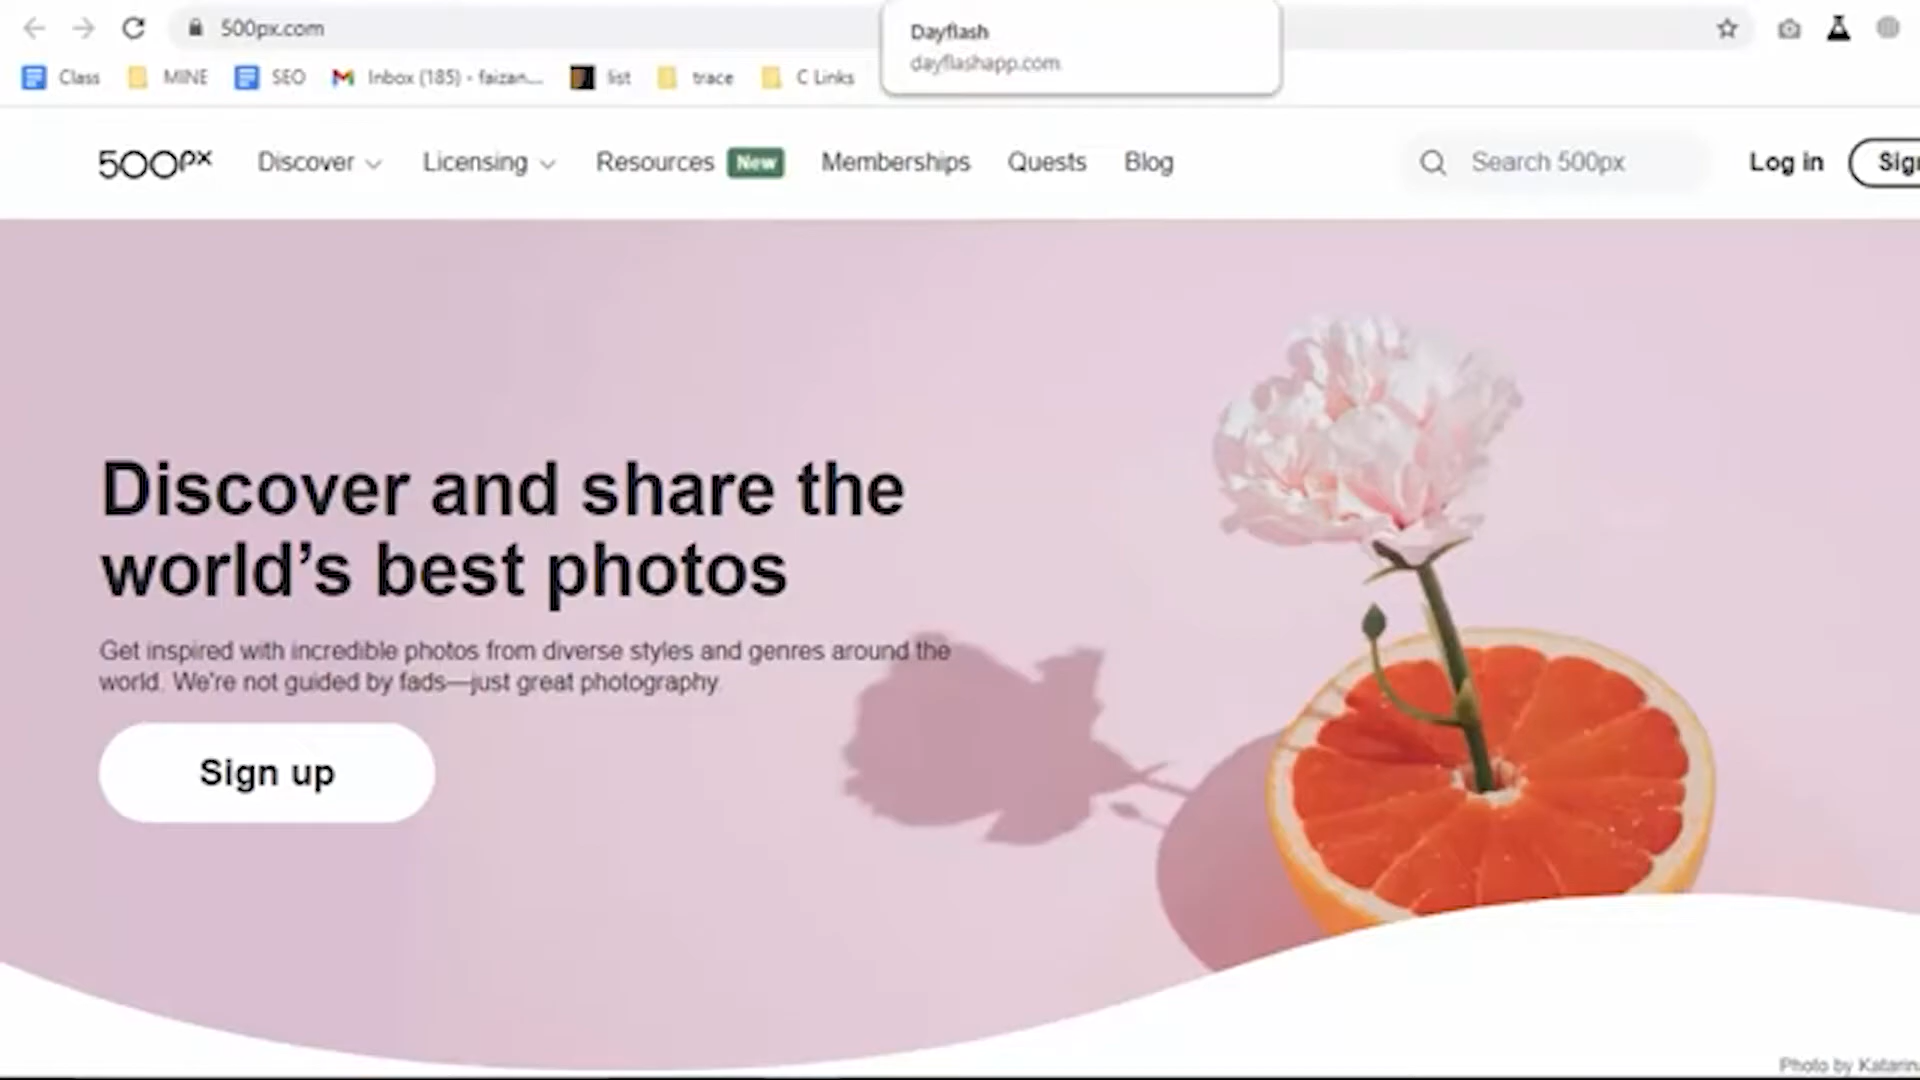 500px.com
Dayflash
dayflashapp.com
Class MINE SEO Inbox (185) - faizan... list trace C Links
500px Discover Licensing Resources New Memberships Quests Blog Search 500px Log in
Discover and share the
world’s best photos
Get inspired with incredible photos from diverse styles and genres around the
world. We're not guided by fads—just great photography.
Sign up
Photo by